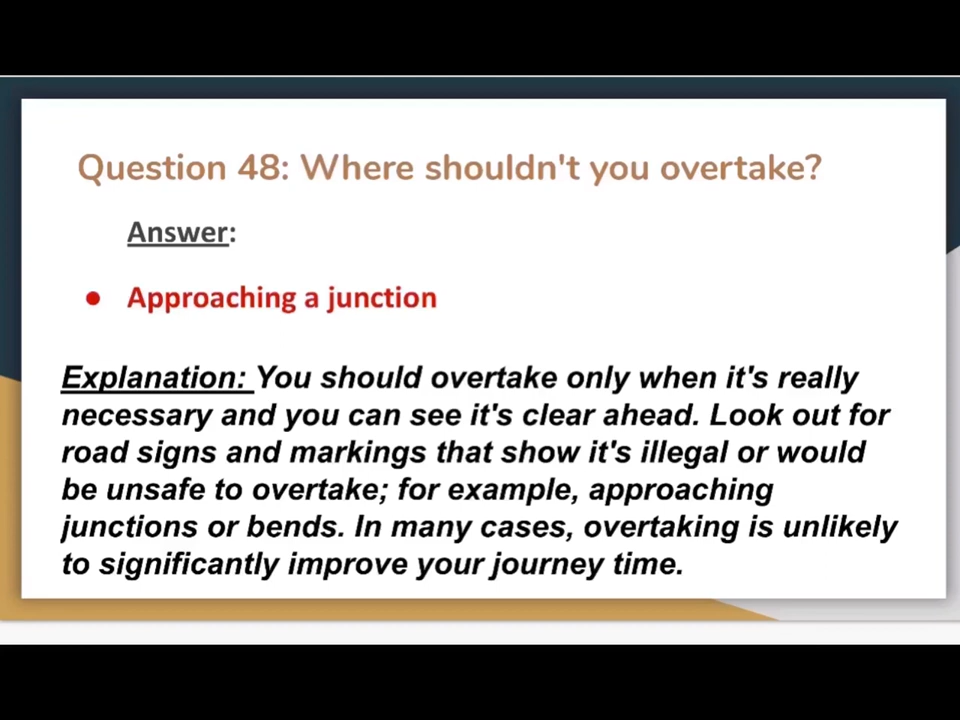 Question 48: Where shouldn't you overtake?
Answer:
● Approaching a junction
Explanation: You should overtake only when it's really
necessary and you can see it's clear ahead. Look out for
road signs and markings that show it's illegal or would
be unsafe to overtake; for example, approaching
junctions or bends. In many cases, overtaking is unlikely
to significantly improve your journey time.